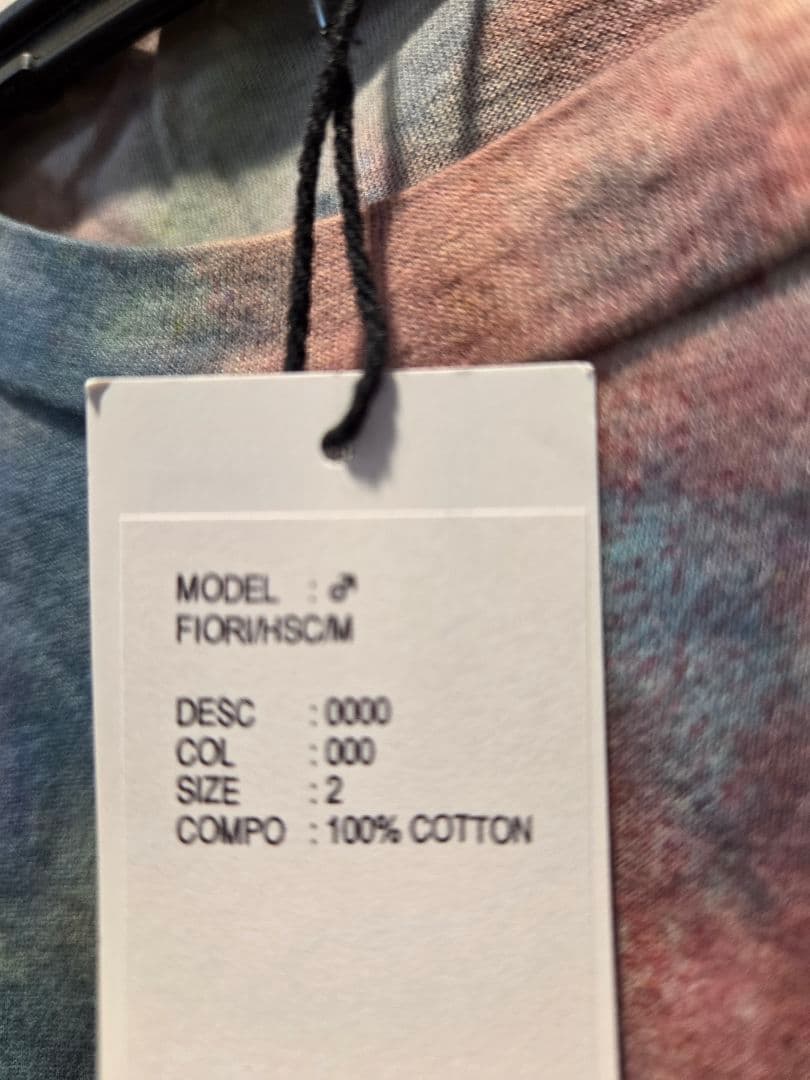 MODEL : ♂
FIORI/HSC/M
DESC : 0000
COL : 000
SIZE : 2
COMPO : 100% COTTON